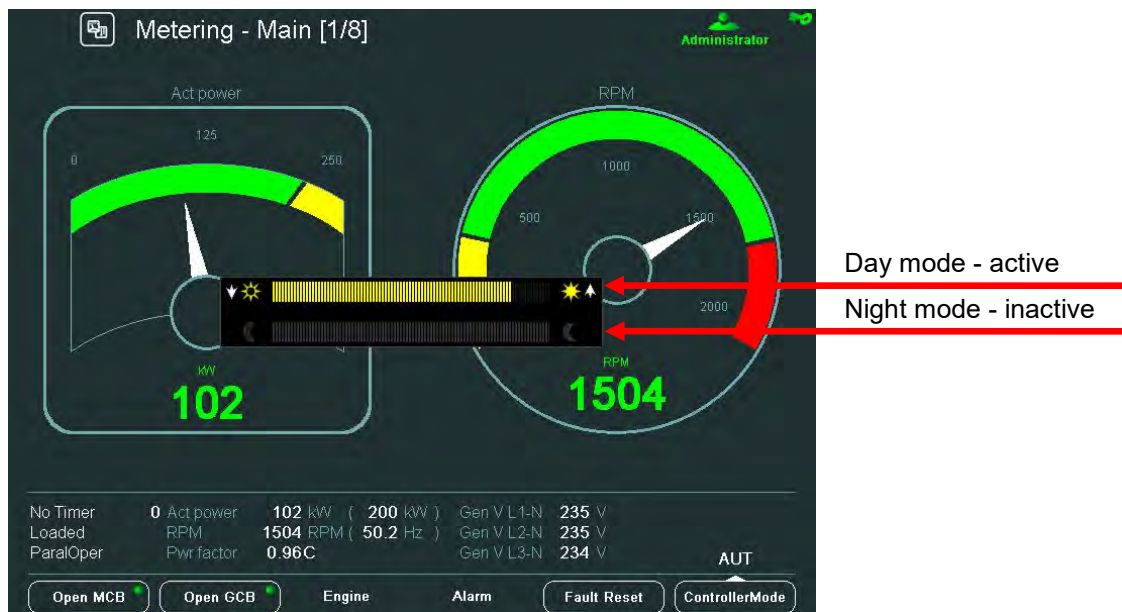 Metering - Main [1/8]
Administrator
Act power
RPM
125
0
250
1000
500
1500
2000
Day mode - active
Night mode - inactive
kW
102
RPM
1504
No Timer 0 Act power 102 kW ( 200 kW ) Gen V L1-N 235 V
Loaded RPM 1504 RPM ( 50.2 Hz ) Gen V L2-N 235 V
ParalOper Pwr factor 0.96C Gen V L3-N 234 V
AUT
Open MCB Open GCB Engine Alarm Fault Reset ControllerMode